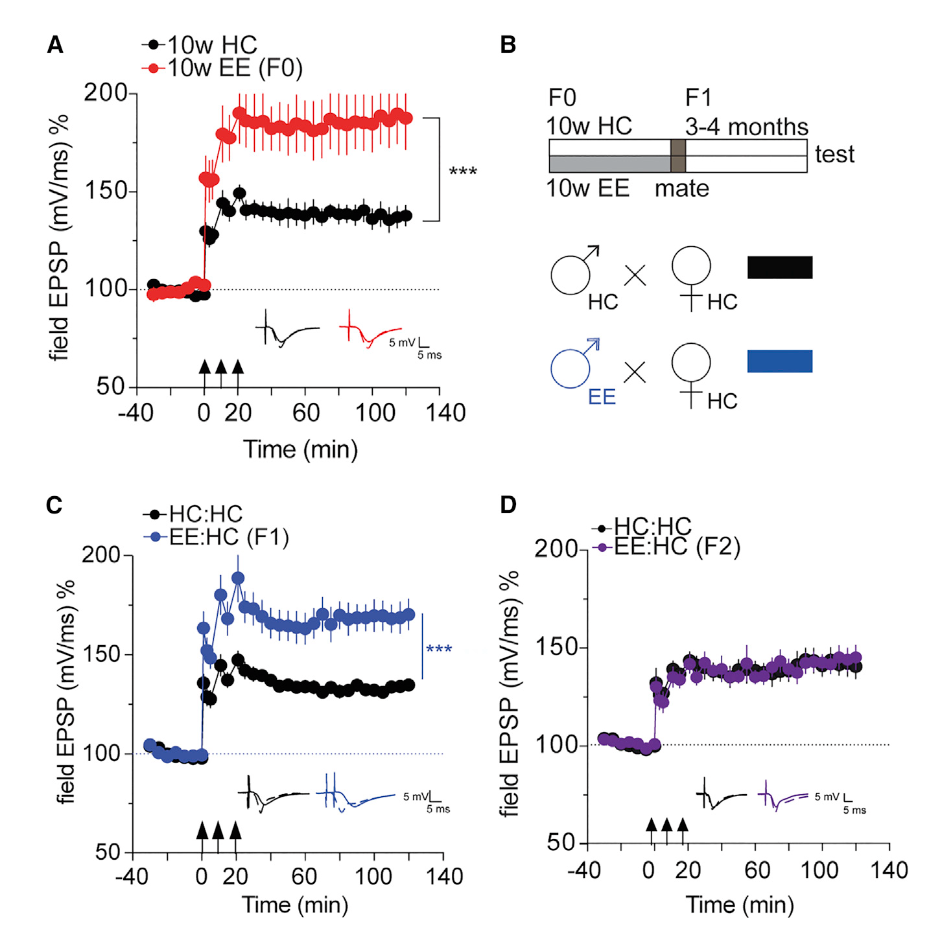 A
10w HC
10w EE (F0)
200
150
100
50
field EPSP (mV/ms) %
***
5 mV
5 ms
-40 0 20 60 100 140
Time (min)
B
F0 F1
10w HC 3-4 months
test
10w EE mate
HC HC
EE HC
C
HC:HC
EE:HC (F1)
200
150
100
50
field EPSP (mV/ms) %
***
5 mV
5 ms
-40 0 20 60 100 140
Time (min)
D
HC:HC
EE:HC (F2)
200
150
100
50
field EPSP (mV/ms) %
5 mV
5 ms
-40 0 20 60 100 140
Time (min)